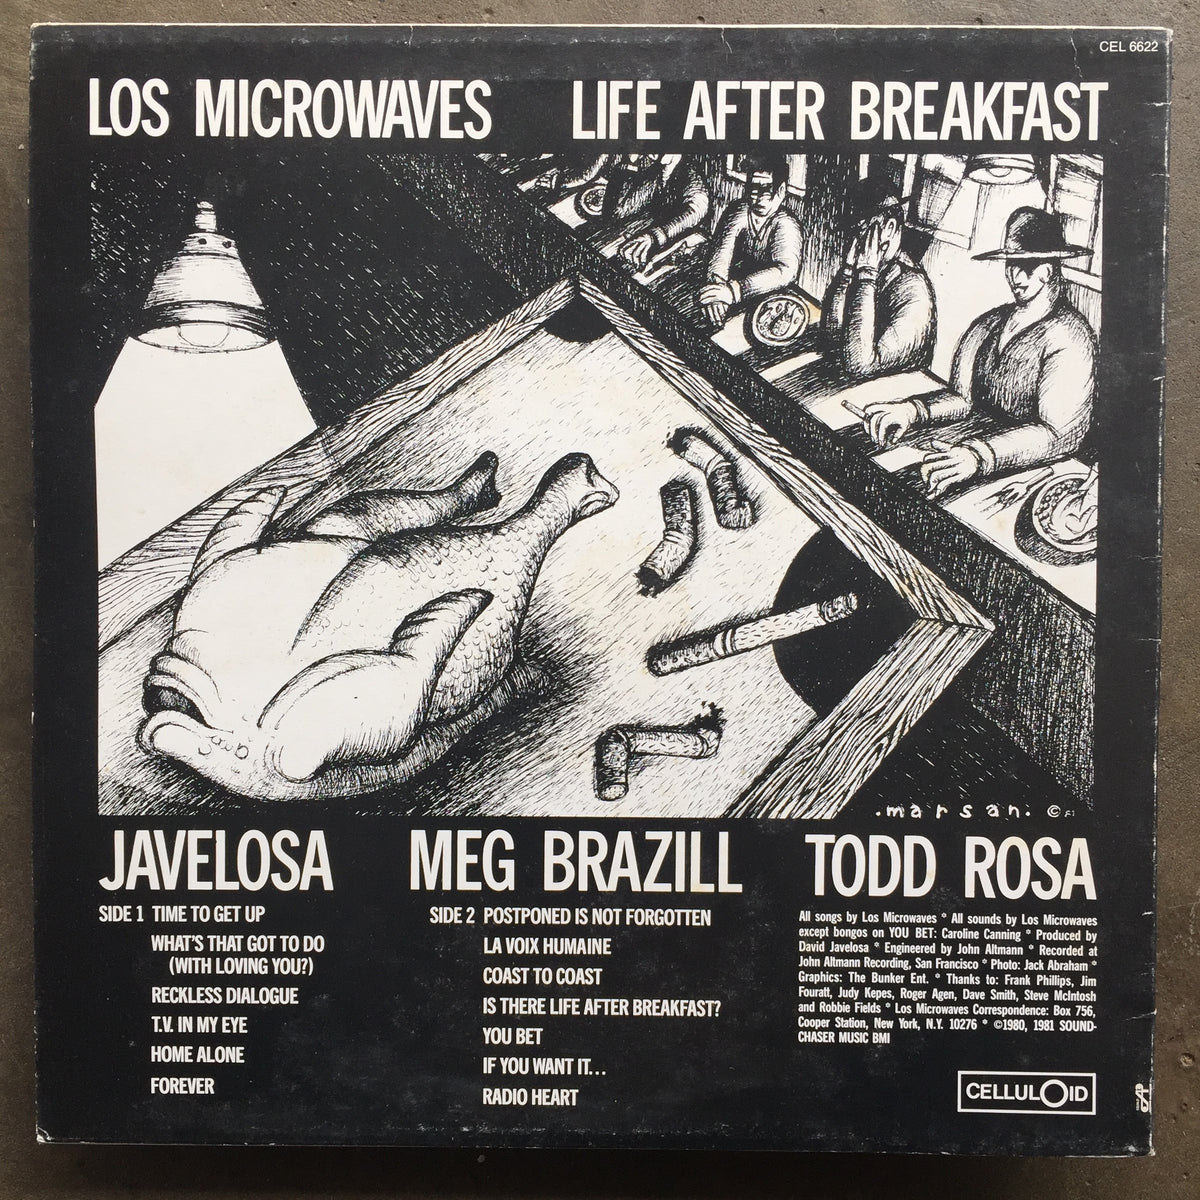 CEL 6622
LOS MICROWAVES LIFE AFTER BREAKFAST
.marsan. ©
JAVELOSA MEG BRAZILL TODD ROSA
SIDE 1 TIME TO GET UP
WHAT'S THAT GOT TO DO
(WITH LOVING YOU?)
RECKLESS DIALOGUE
T.V. IN MY EYE
HOME ALONE
FOREVER
SIDE 2 POSTPONED IS NOT FORGOTTEN
LA VOIX HUMAINE
COAST TO COAST
IS THERE LIFE AFTER BREAKFAST?
YOU BET
IF YOU WANT IT...
RADIO HEART
All songs by Los Microwaves * All sounds by Los Microwaves
except bongos on YOU BET: Caroline Canning * Produced by
David Javelosa * Engineered by John Altmann * Recorded at
John Altmann Recording, San Francisco * Photo: Jack Abraham *
Graphics: The Bunker Ent. * Thanks to: Frank Phillips, Jim
Fouratt, Judy Kepes, Roger Agen, Dave Smith, Steve McIntosh
and Robbie Fields * Los Microwaves Correspondence: Box 756,
Cooper Station, New York, N.Y. 10276 * ©1980, 1981 SOUND-
CHASER MUSIC BMI
CELLULOID